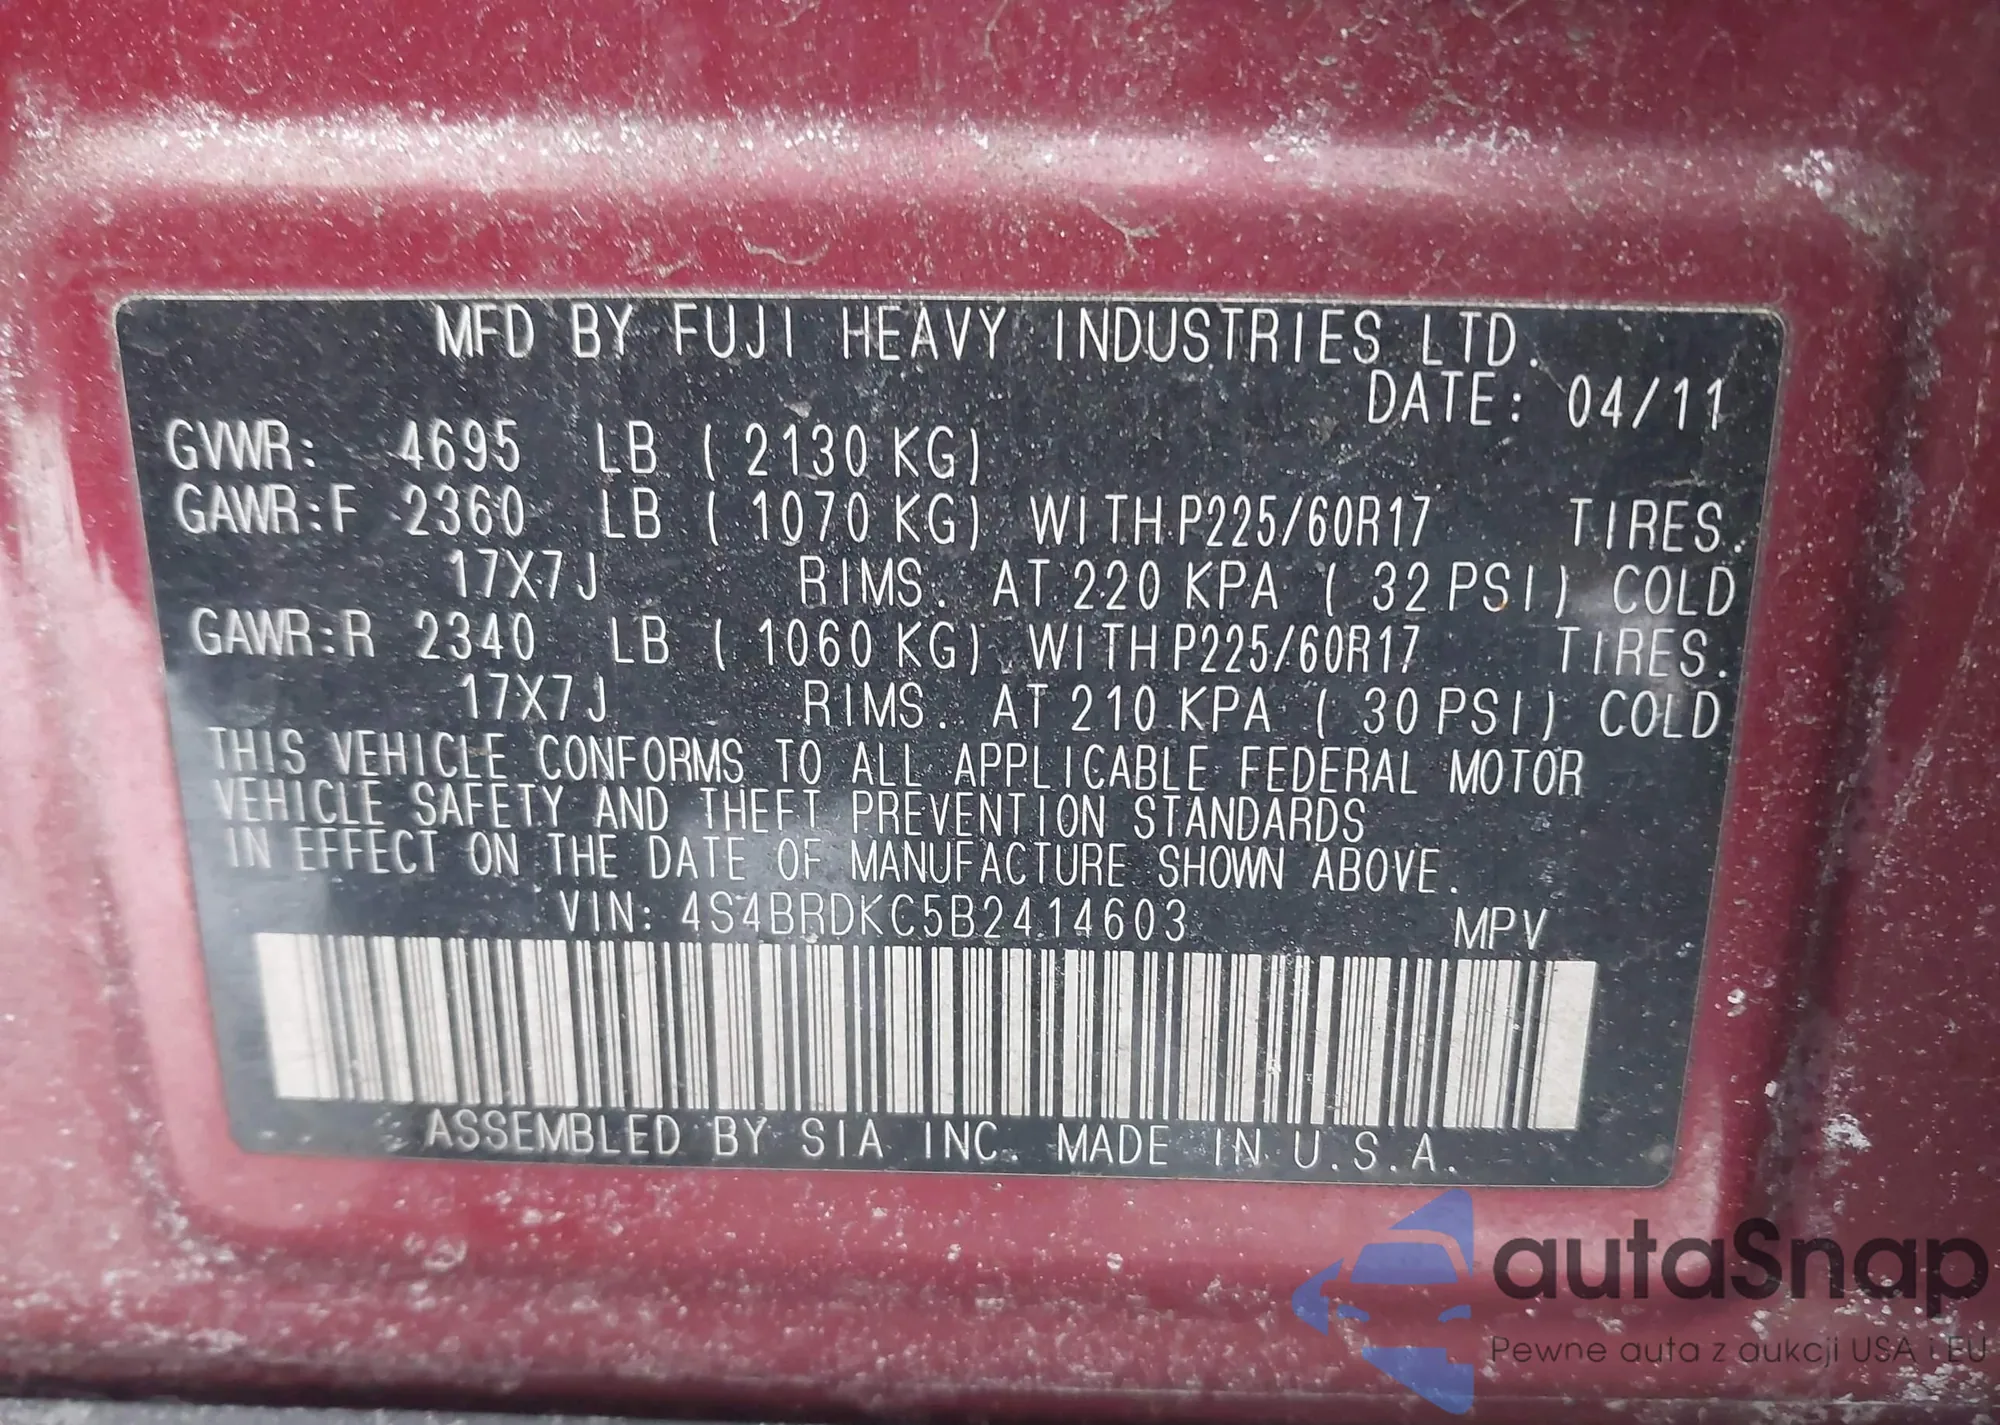 MFD BY FUJI HEAVY INDUSTRIES LTD.
DATE: 04/11
GVWR: 4695 LB ( 2130 KG)
GAWR:F 2360 LB ( 1070 KG) WITH P225/60R17 TIRES.
17X7J RIMS. AT 220 KPA ( 32 PSI) COLD
GAWR:R 2340 LB ( 1060 KG) WITH P225/60R17 TIRES.
17X7J RIMS. AT 210 KPA ( 30 PSI) COLD
THIS VEHICLE CONFORMS TO ALL APPLICABLE FEDERAL MOTOR
VEHICLE SAFETY AND THEFT PREVENTION STANDARDS
IN EFFECT ON THE DATE OF MANUFACTURE SHOWN ABOVE.
VIN: 4S4BRDKC5B2414603 MPV
ASSEMBLED BY SIA INC. MADE IN U.S.A.
autaSnap
Pewne auta z aukcji USA i EU